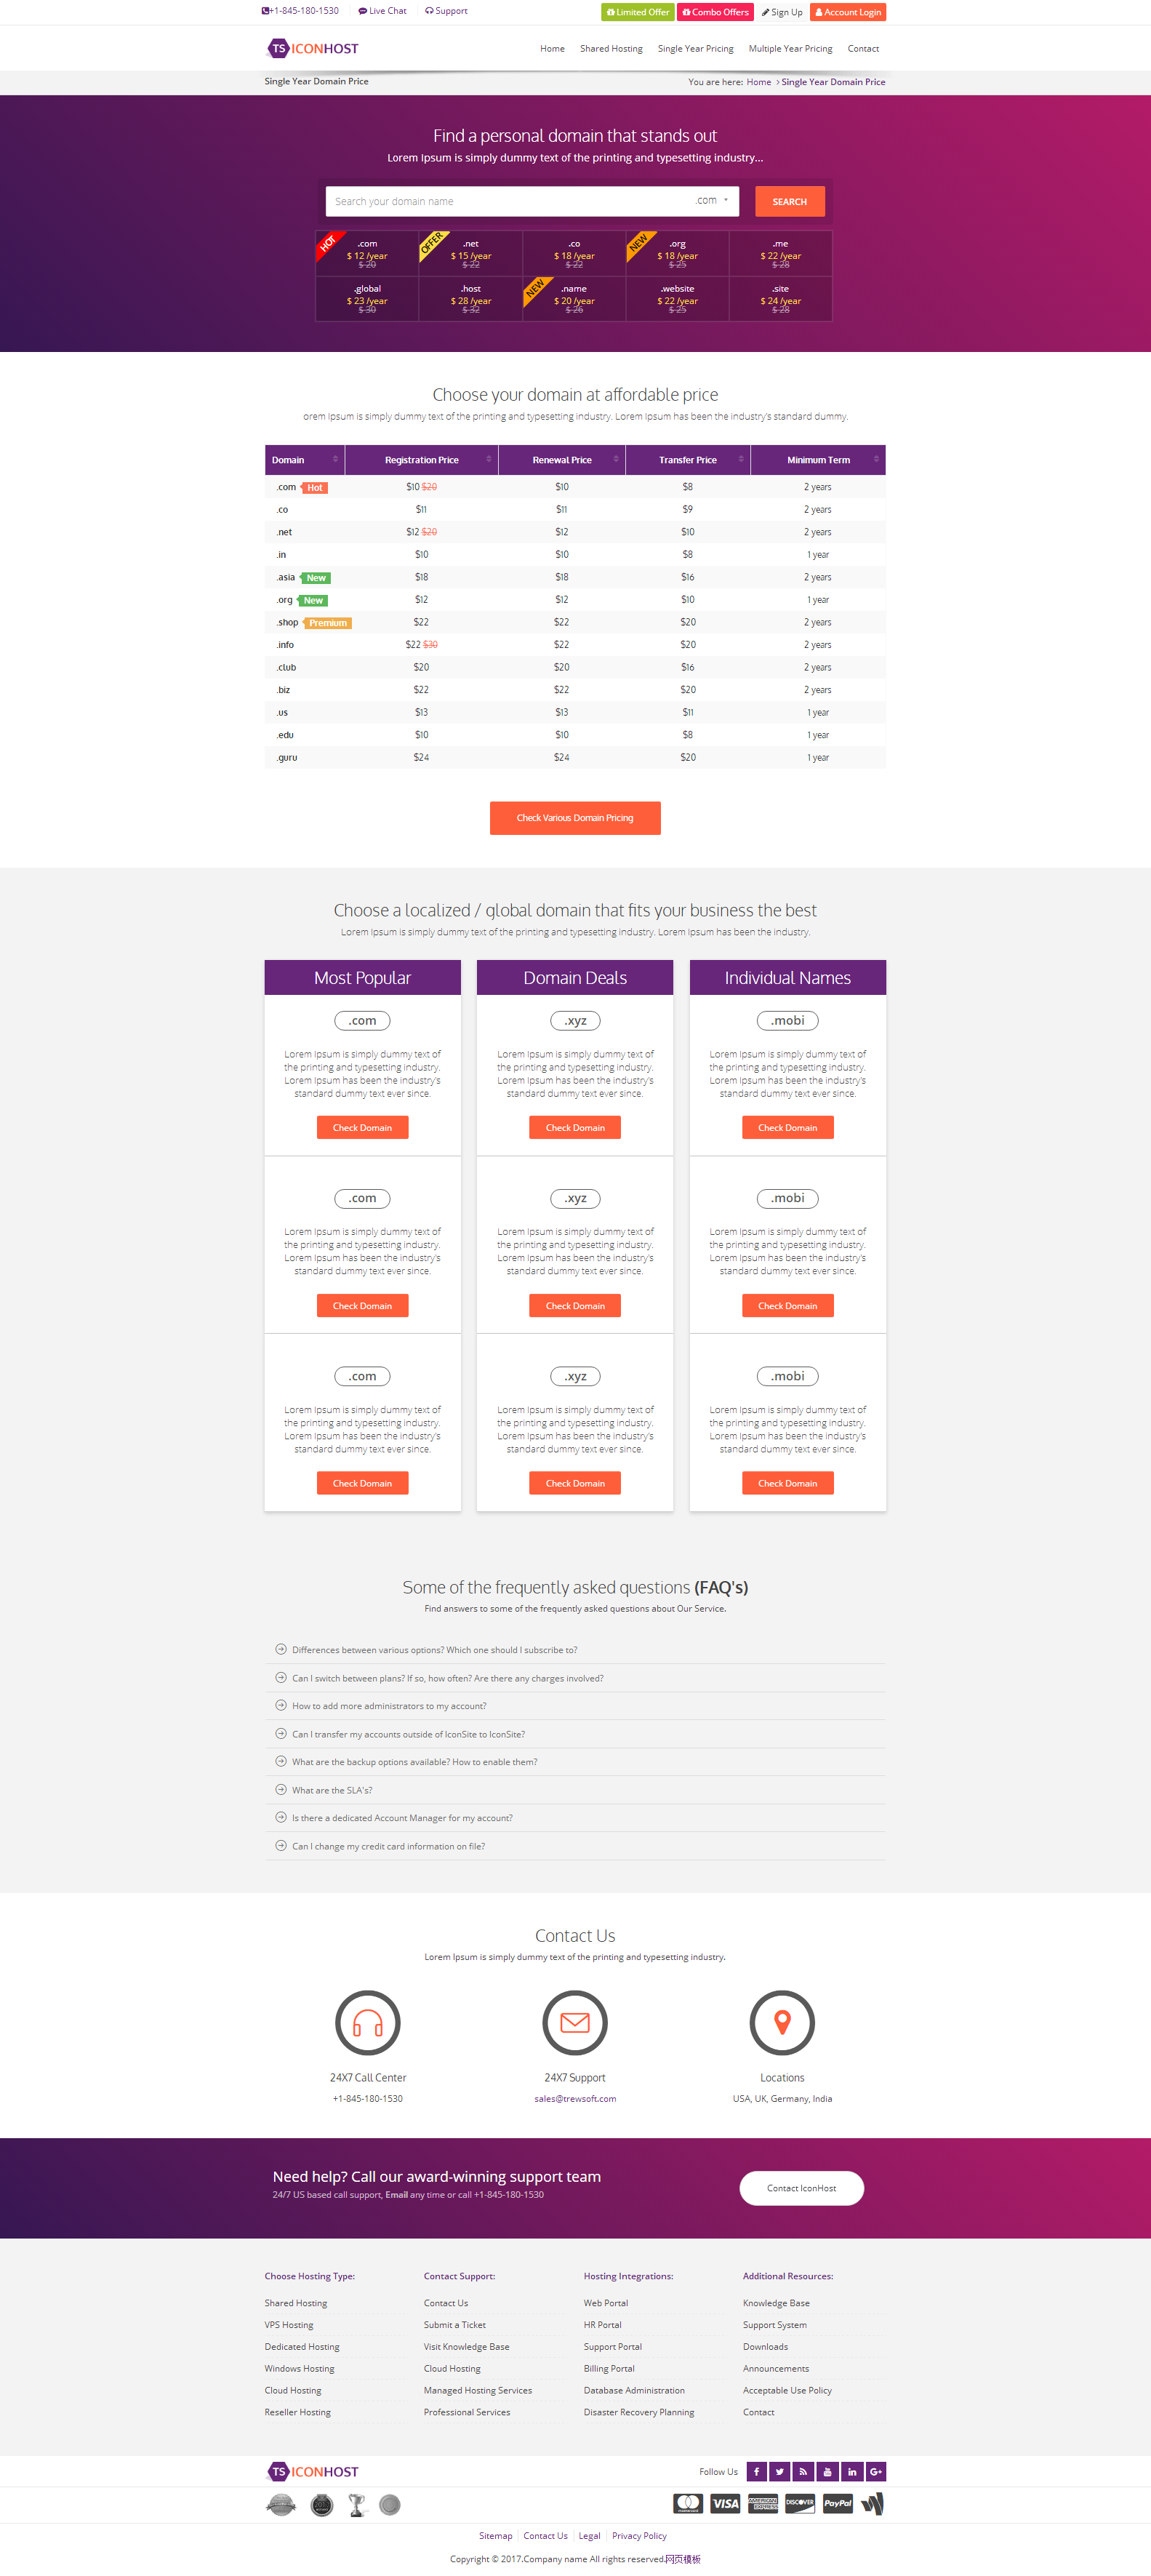 +1-845-180-1530 Live Chat Support Limited Offer Combo Offers Sign Up Account Login
TS ICONHOST Home Shared Hosting Single Year Pricing Multiple Year Pricing Contact
Single Year Domain Price You are here: Home > Single Year Domain Price
Find a personal domain that stands out
Lorem Ipsum is simply dummy text of the printing and typesetting industry...
Search your domain name .com SEARCH
HOT .com OFFER .net .co NEW .org .me
$ 12 /year $ 15 /year $ 18 /year $ 18 /year $ 22 /year
$ 20 $ 22 $ 22 $ 25 $ 28
.global .host NEW .name .website .site
$ 23 /year $ 28 /year $ 20 /year $ 22 /year $ 24 /year
$ 30 $ 32 $ 26 $ 25 $ 28
Choose your domain at affordable price
orem Ipsum is simply dummy text of the printing and typesetting industry. Lorem Ipsum has been the industry's standard dummy.
Domain Registration Price Renewal Price Transfer Price Minimum Term
.com Hot $10 $20 $10 $8 2 years
.co $11 $11 $9 2 years
.net $12 $20 $12 $10 2 years
.in $10 $10 $8 1 year
.asia New $18 $18 $16 2 years
.org New $12 $12 $10 1 year
.shop Premium $22 $22 $20 2 years
.info $22 $30 $22 $20 2 years
.club $20 $20 $16 2 years
.biz $22 $22 $20 2 years
.us $13 $13 $11 1 year
.edu $10 $10 $8 1 year
.guru $24 $24 $20 1 year
Check Various Domain Pricing
Choose a localized / global domain that fits your business the best
Lorem Ipsum is simply dummy text of the printing and typesetting industry. Lorem Ipsum has been the industry.
Most Popular Domain Deals Individual Names
.com .xyz .mobi
Lorem Ipsum is simply dummy text of Lorem Ipsum is simply dummy text of Lorem Ipsum is simply dummy text of
the printing and typesetting industry. the printing and typesetting industry. the printing and typesetting industry.
Lorem Ipsum has been the industry's Lorem Ipsum has been the industry's Lorem Ipsum has been the industry's
standard dummy text ever since. standard dummy text ever since. standard dummy text ever since.
Check Domain Check Domain Check Domain
.com .xyz .mobi
Lorem Ipsum is simply dummy text of Lorem Ipsum is simply dummy text of Lorem Ipsum is simply dummy text of
the printing and typesetting industry. the printing and typesetting industry. the printing and typesetting industry.
Lorem Ipsum has been the industry's Lorem Ipsum has been the industry's Lorem Ipsum has been the industry's
standard dummy text ever since. standard dummy text ever since. standard dummy text ever since.
Check Domain Check Domain Check Domain
.com .xyz .mobi
Lorem Ipsum is simply dummy text of Lorem Ipsum is simply dummy text of Lorem Ipsum is simply dummy text of
the printing and typesetting industry. the printing and typesetting industry. the printing and typesetting industry.
Lorem Ipsum has been the industry's Lorem Ipsum has been the industry's Lorem Ipsum has been the industry's
standard dummy text ever since. standard dummy text ever since. standard dummy text ever since.
Check Domain Check Domain Check Domain
Some of the frequently asked questions (FAQ's)
Find answers to some of the frequently asked questions about Our Service.
Differences between various options? Which one should I subscribe to?
Can I switch between plans? If so, how often? Are there any charges involved?
How to add more administrators to my account?
Can I transfer my accounts outside of IconSite to IconSite?
What are the backup options available? How to enable them?
What are the SLA's?
Is there a dedicated Account Manager for my account?
Can I change my credit card information on file?
Contact Us
Lorem Ipsum is simply dummy text of the printing and typesetting industry.
24X7 Call Center 24X7 Support Locations
+1-845-180-1530 sales@trewsoft.com USA, UK, Germany, India
Need help? Call our award-winning support team
24/7 US based call support, Email any time or call +1-845-180-1530
Contact IconHost
Choose Hosting Type: Contact Support: Hosting Integrations: Additional Resources:
Shared Hosting Contact Us Web Portal Knowledge Base
VPS Hosting Submit a Ticket HR Portal Support System
Dedicated Hosting Visit Knowledge Base Support Portal Downloads
Windows Hosting Cloud Hosting Billing Portal Announcements
Cloud Hosting Managed Hosting Services Database Administration Acceptable Use Policy
Reseller Hosting Professional Services Disaster Recovery Planning Contact
TS ICONHOST Follow Us
VISA AMERICAN EXPRESS DISCOVER PayPal
Sitemap Contact Us Legal Privacy Policy
Copyright © 2017.Company name All rights reserved.网页模板